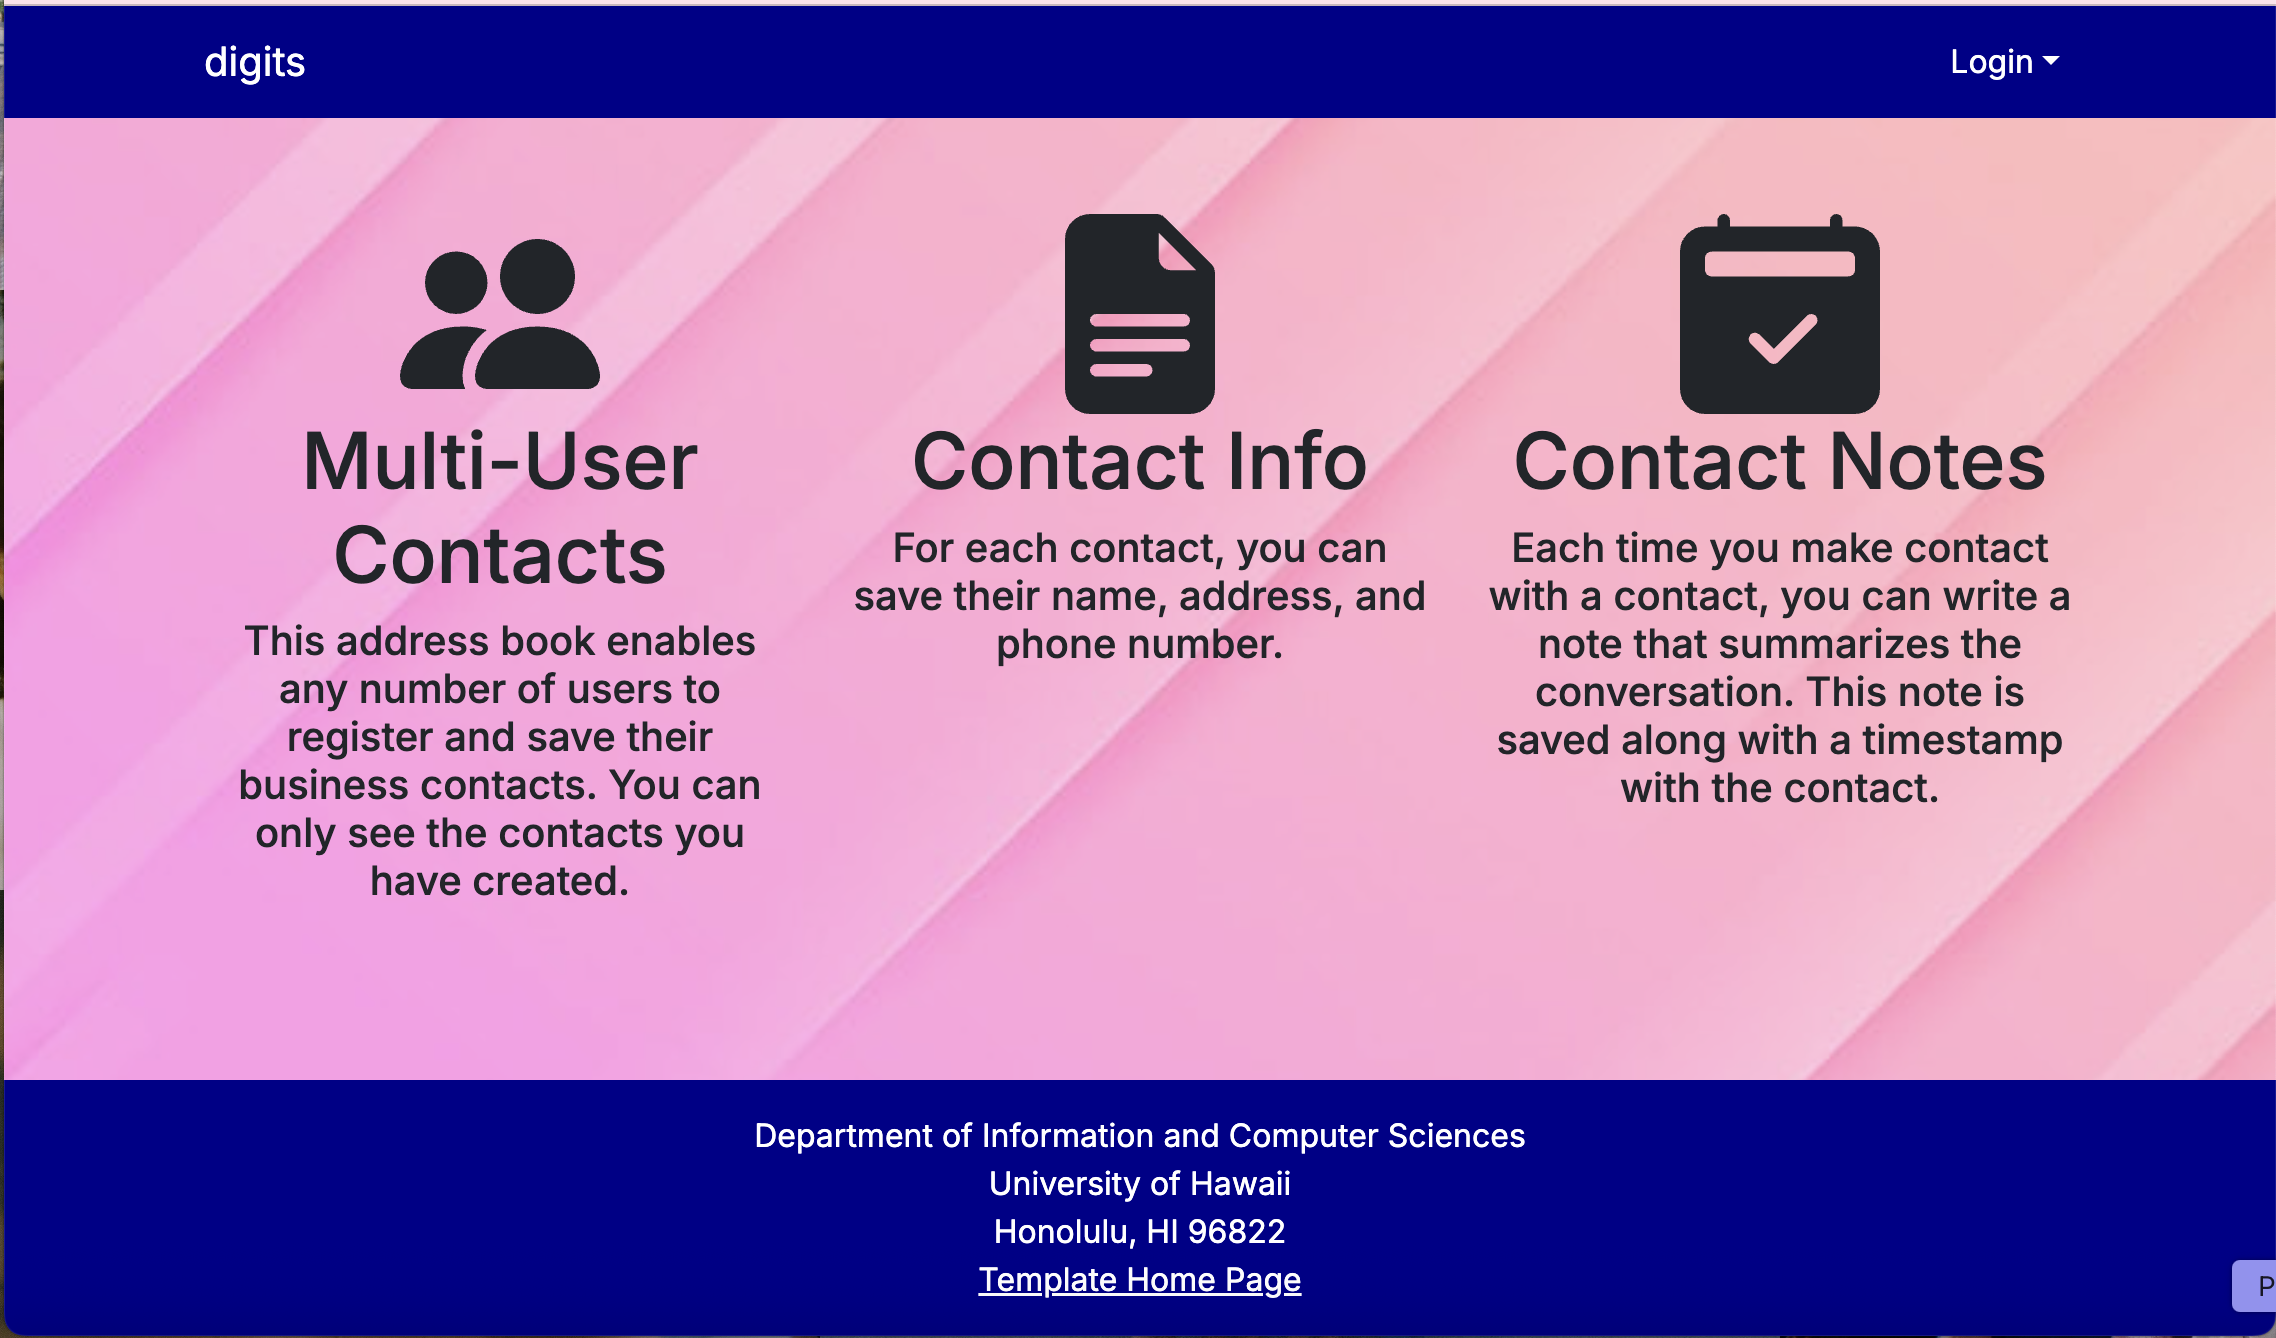 digits
Login
Multi-User
Contacts
This address book enables
any number of users to
register and save their
business contacts. You can
only see the contacts you
have created.
Contact Info
For each contact, you can
save their name, address, and
phone number.
Contact Notes
Each time you make contact
with a contact, you can write a
note that summarizes the
conversation. This note is
saved along with a timestamp
with the contact.
Department of Information and Computer Sciences
University of Hawaii
Honolulu, HI 96822
Template Home Page
P